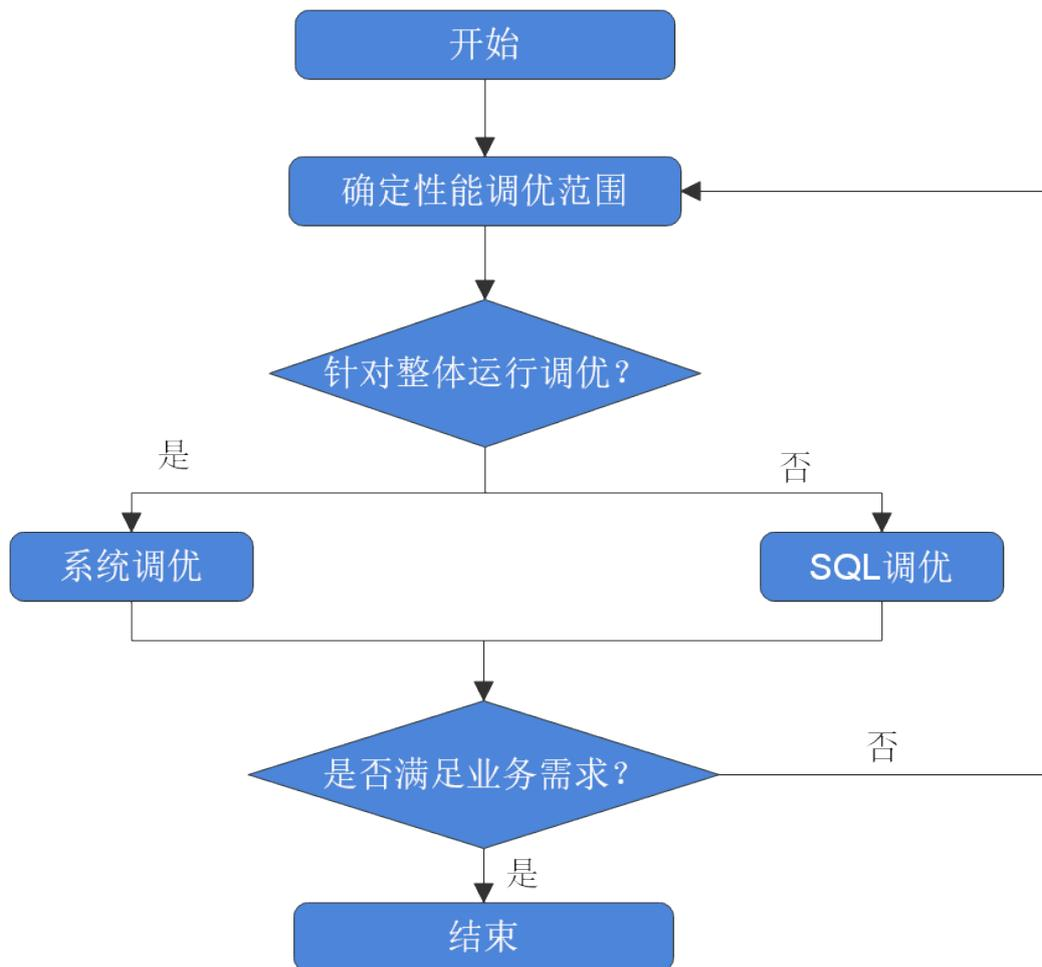 开始
确定性能调优范围
针对整体运行调优？
是
否
系统调优
SQL调优
是否满足业务需求？
否
是
结束